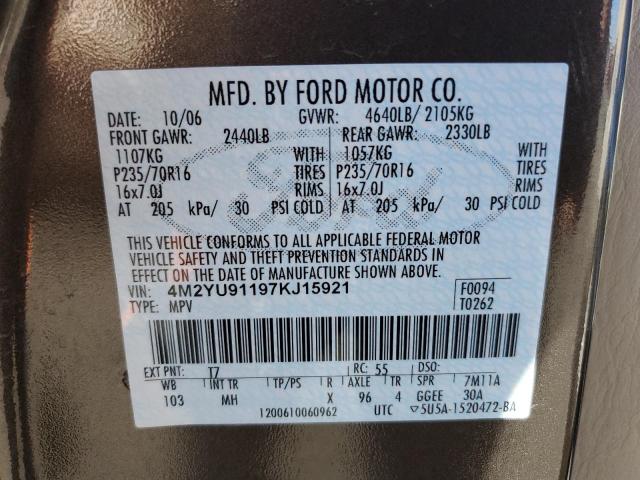 MFD. BY FORD MOTOR CO.
DATE: 10/06 GVWR: 4640LB/ 2105KG
FRONT GAWR: 2440LB REAR GAWR: 2330LB
1107KG WITH 1057KG WITH
P235/70R16 TIRES P235/70R16 TIRES
16x7.0J RIMS 16x7.0J RIMS
AT 205 kPa/ 30 PSI COLD AT 205 kPa/ 30 PSI COLD
THIS VEHICLE CONFORMS TO ALL APPLICABLE FEDERAL MOTOR
VEHICLE SAFETY AND THEFT PREVENTION STANDARDS IN
EFFECT ON THE DATE OF MANUFACTURE SHOWN ABOVE.
VIN: 4M2YU91197KJ15921 F0094
TYPE: MPV T0262
EXT PNT: T7 RC: 55 DSO:
WB INT TR TP/PS R AXLE TR SPR 7M11A
103 MH X 96 4 GGEE 30A
1200610060962 UTC ▽5U5A-1520472-BA